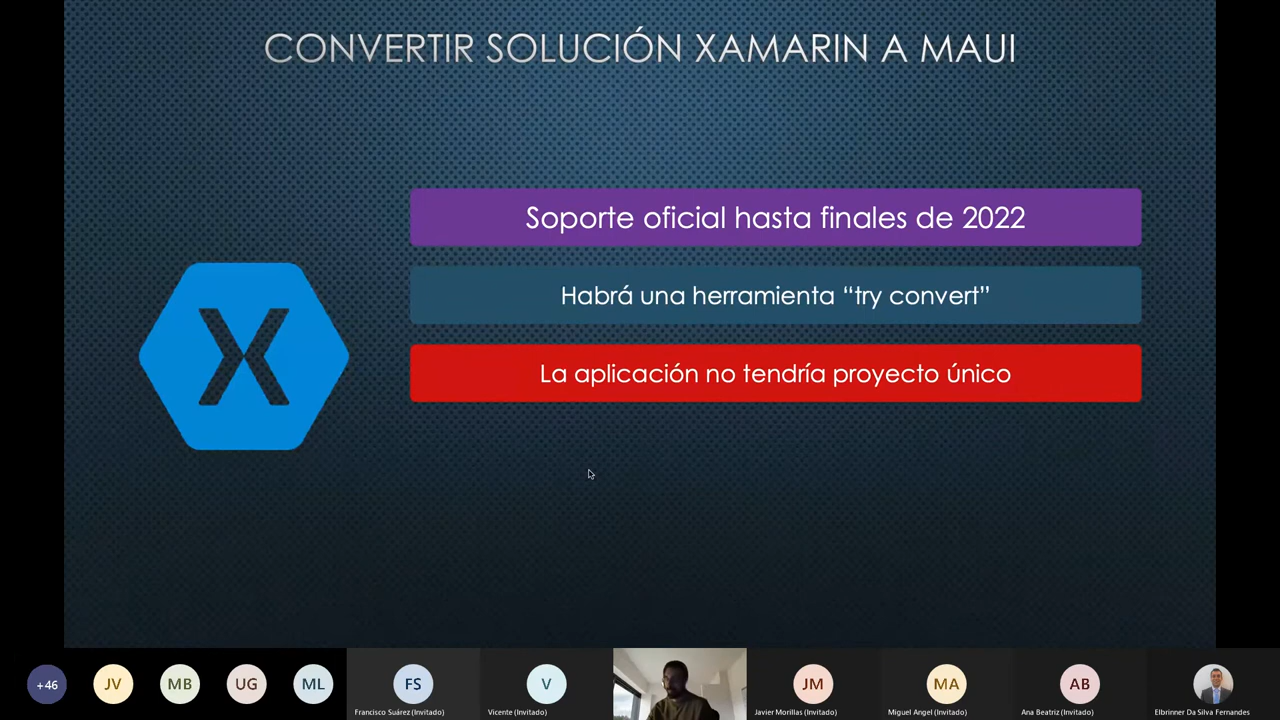 CONVERTIR SOLUCIÓN XAMARIN A MAUI
Soporte oficial hasta finales de 2022
Habrá una herramienta “try convert”
La aplicación no tendría proyecto único
X
+46
JV
MB
UG
ML
FS
V
JM
MA
AB
Francisco Suárez (Invitado)
Vicente (Invitado)
Javier Morillas (Invitado)
Miguel Angel (Invitado)
Ana Beatriz (Invitado)
Elbrinner Da Silva Fernandes